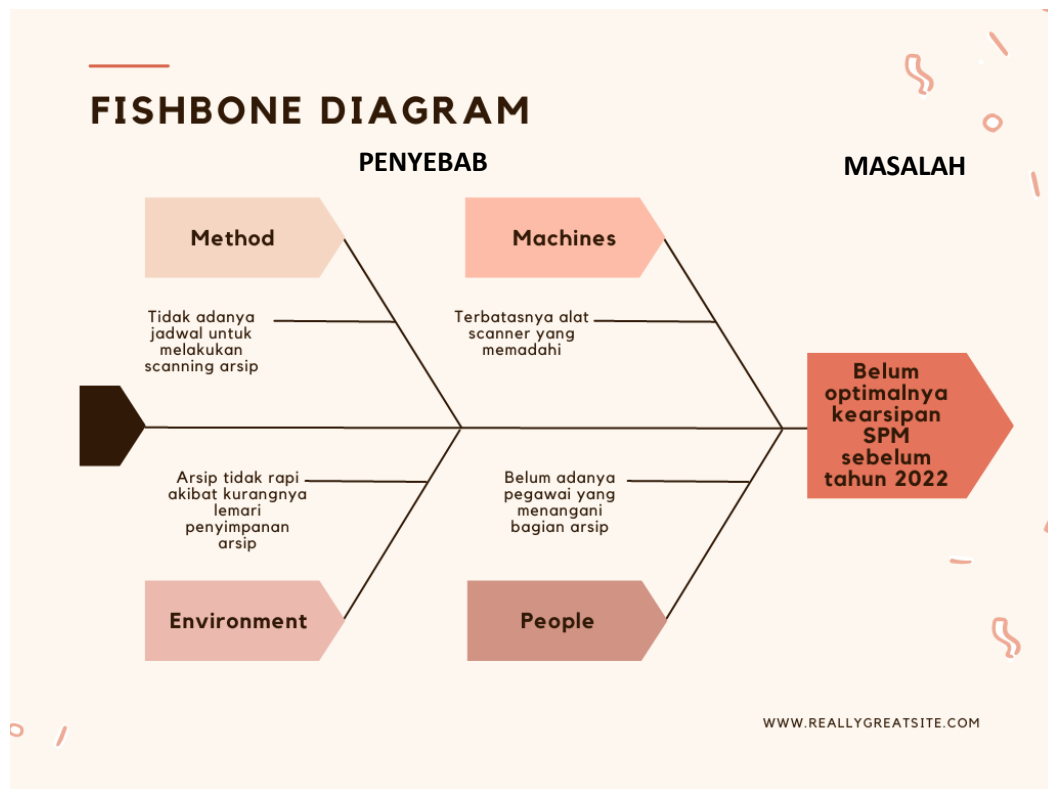 FISHBONE DIAGRAM
PENYEBAB
MASALAH
Method
Machines
Tidak adanya
jadwal untuk
melakukan
scanning arsip
Terbatasnya alat
scanner yang
memadahi
Belum
optimalnya
kearsipan
SPM
sebelum
tahun 2022
Arsip tidak rapi
akibat kurangnya
lemari
penyimpanan
arsip
Belum adanya
pegawai yang
menangani
bagian arsip
Environment
People
WWW.REALLYGREATSITE.COM